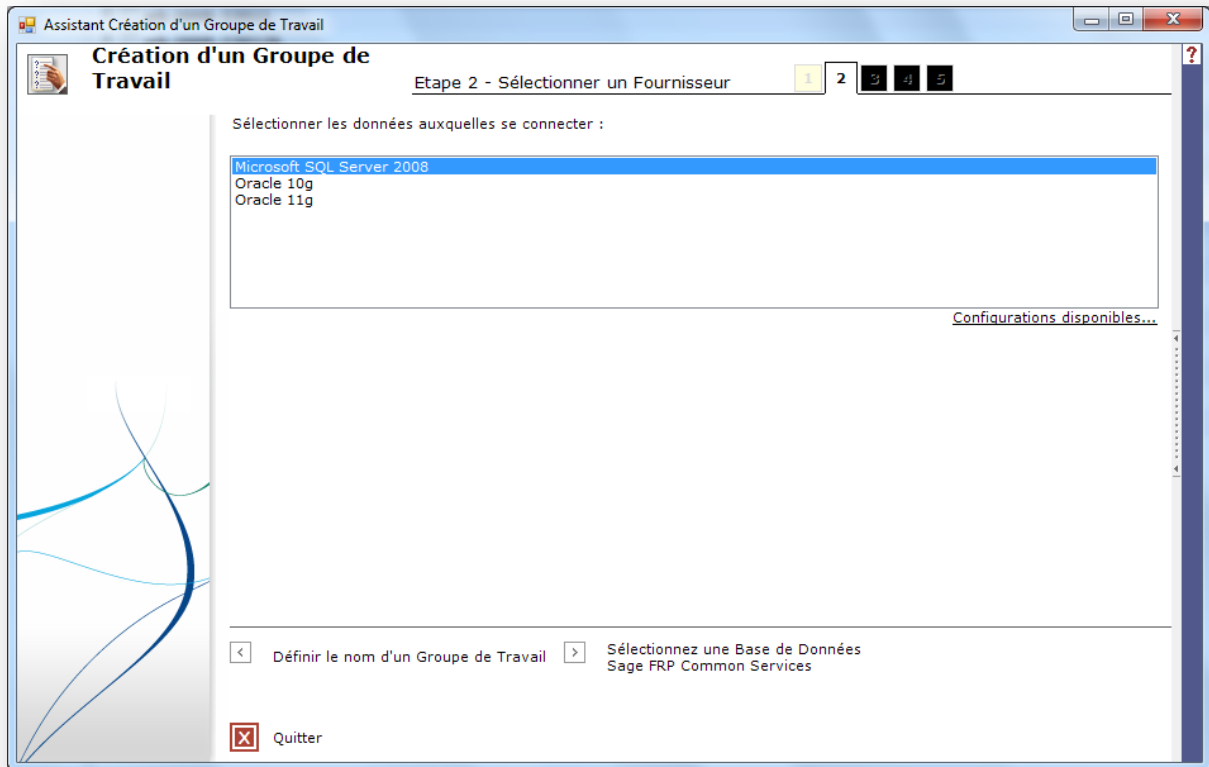 Assistant Création d'un Groupe de Travail
Création d'un Groupe de
Travail
Etape 2 - Sélectionner un Fournisseur
1 2 3 4 5
?
Sélectionner les données auxquelles se connecter :
Microsoft SQL Server 2008
Oracle 10g
Oracle 11g
Configurations disponibles...
< Définir le nom d'un Groupe de Travail > Sélectionnez une Base de Données
Sage FRP Common Services
X Quitter